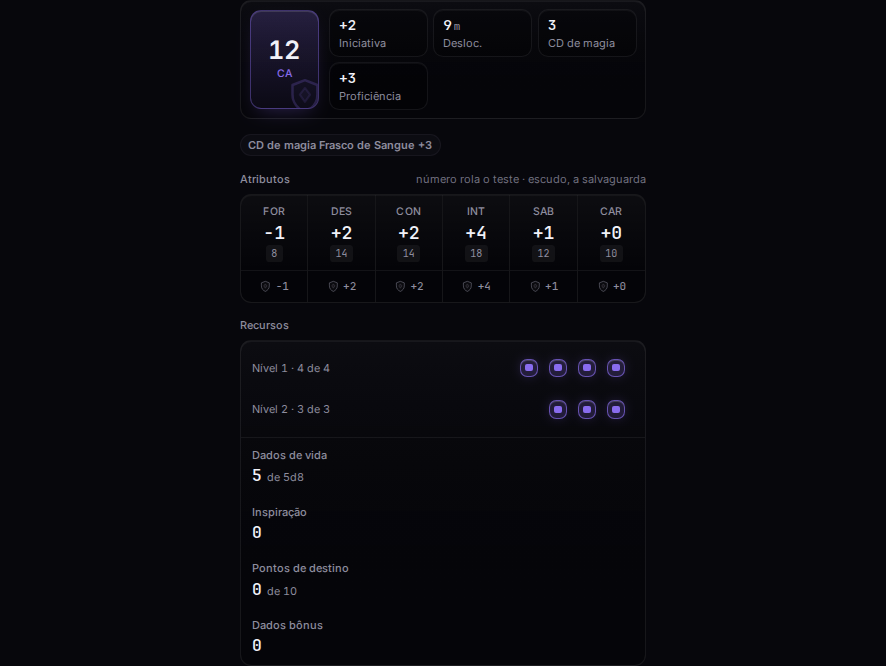 12
CA
+2
Iniciativa
9 m
Desloc.
3
CD de magia
+3
Proficiência
CD de magia Frasco de Sangue +3
Atributos número rola o teste · escudo, a salvaguarda
FOR DES CON INT SAB CAR
-1 +2 +2 +4 +1 +0
8 14 14 18 12 10
-1 +2 +2 +4 +1 +0
Recursos
Nível 1 · 4 de 4
Nível 2 · 3 de 3
Dados de vida
5 de 5d8
Inspiração
0
Pontos de destino
0 de 10
Dados bônus
0